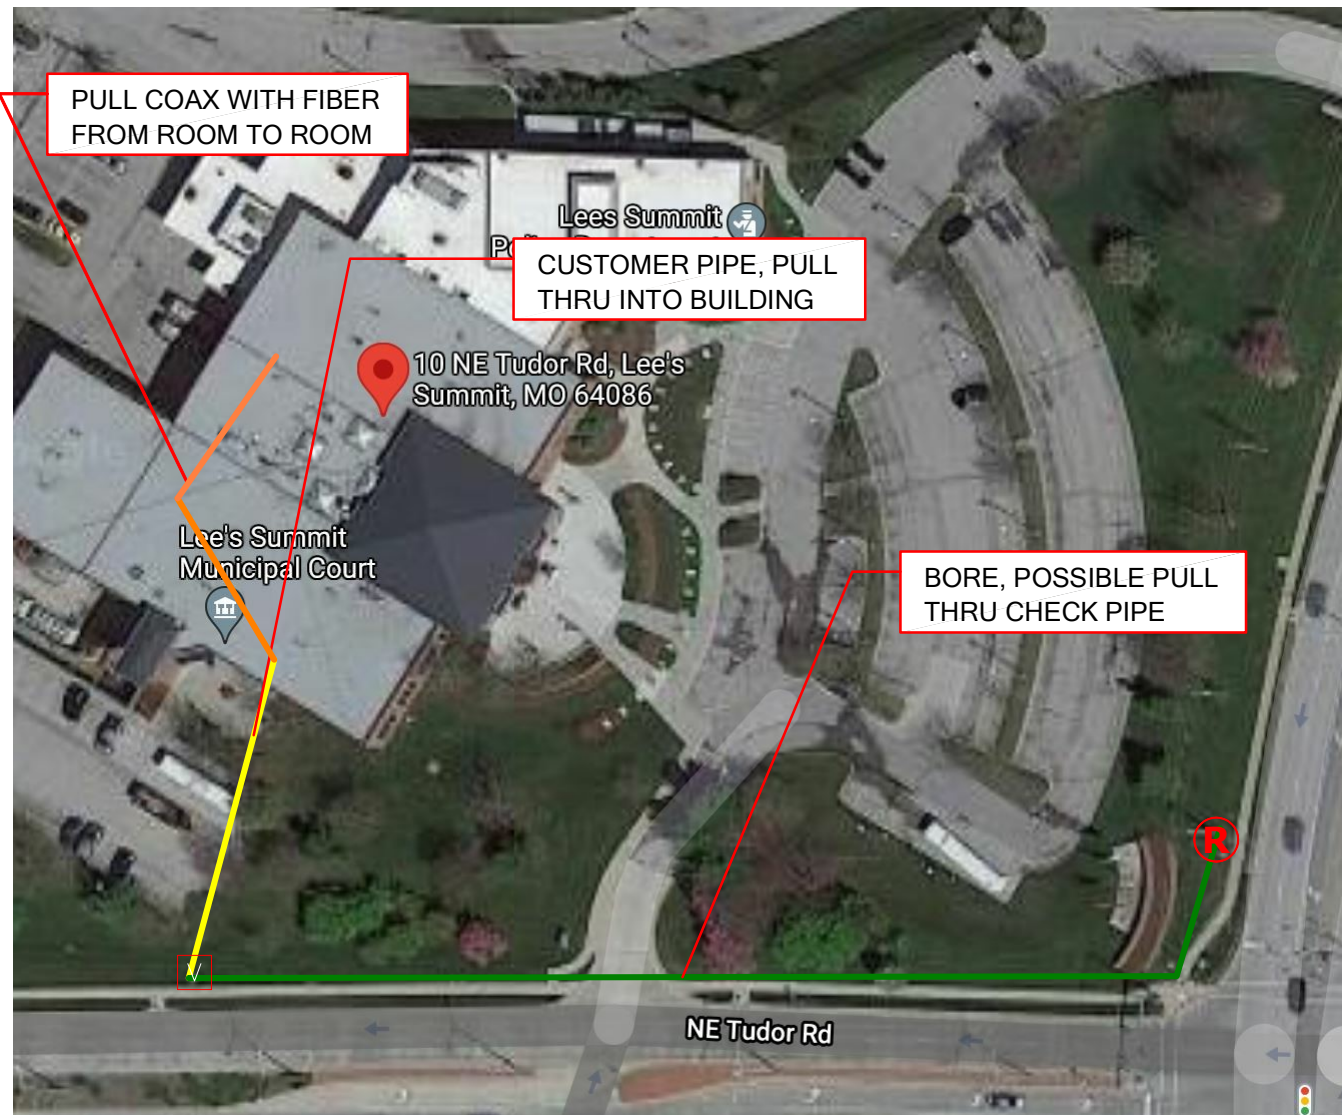 PULL COAX WITH FIBER
FROM ROOM TO ROOM
Lees Summit
CUSTOMER PIPE, PULL
THRU INTO BUILDING
10 NE Tudor Rd, Lee's
Summit, MO 64086
Lee's Summit
Municipal Court
BORE, POSSIBLE PULL
THRU CHECK PIPE
R
V
NE Tudor Rd